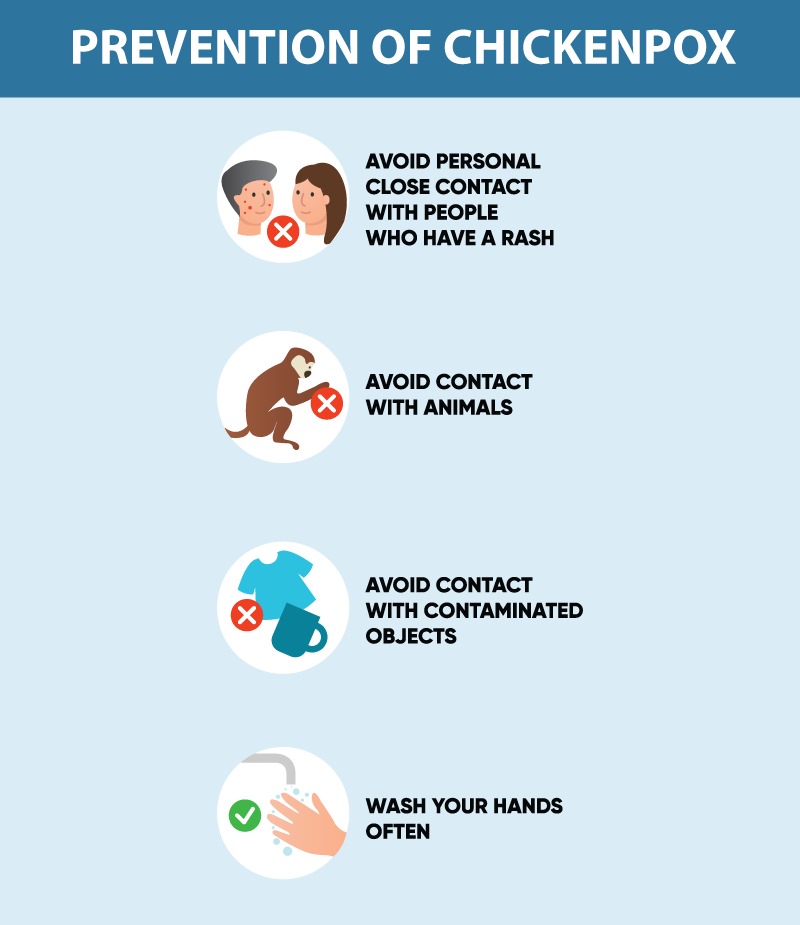 PREVENTION OF CHICKENPOX
AVOID PERSONAL
CLOSE CONTACT
WITH PEOPLE
WHO HAVE A RASH
AVOID CONTACT
WITH ANIMALS
AVOID CONTACT
WITH CONTAMINATED
OBJECTS
WASH YOUR HANDS
OFTEN